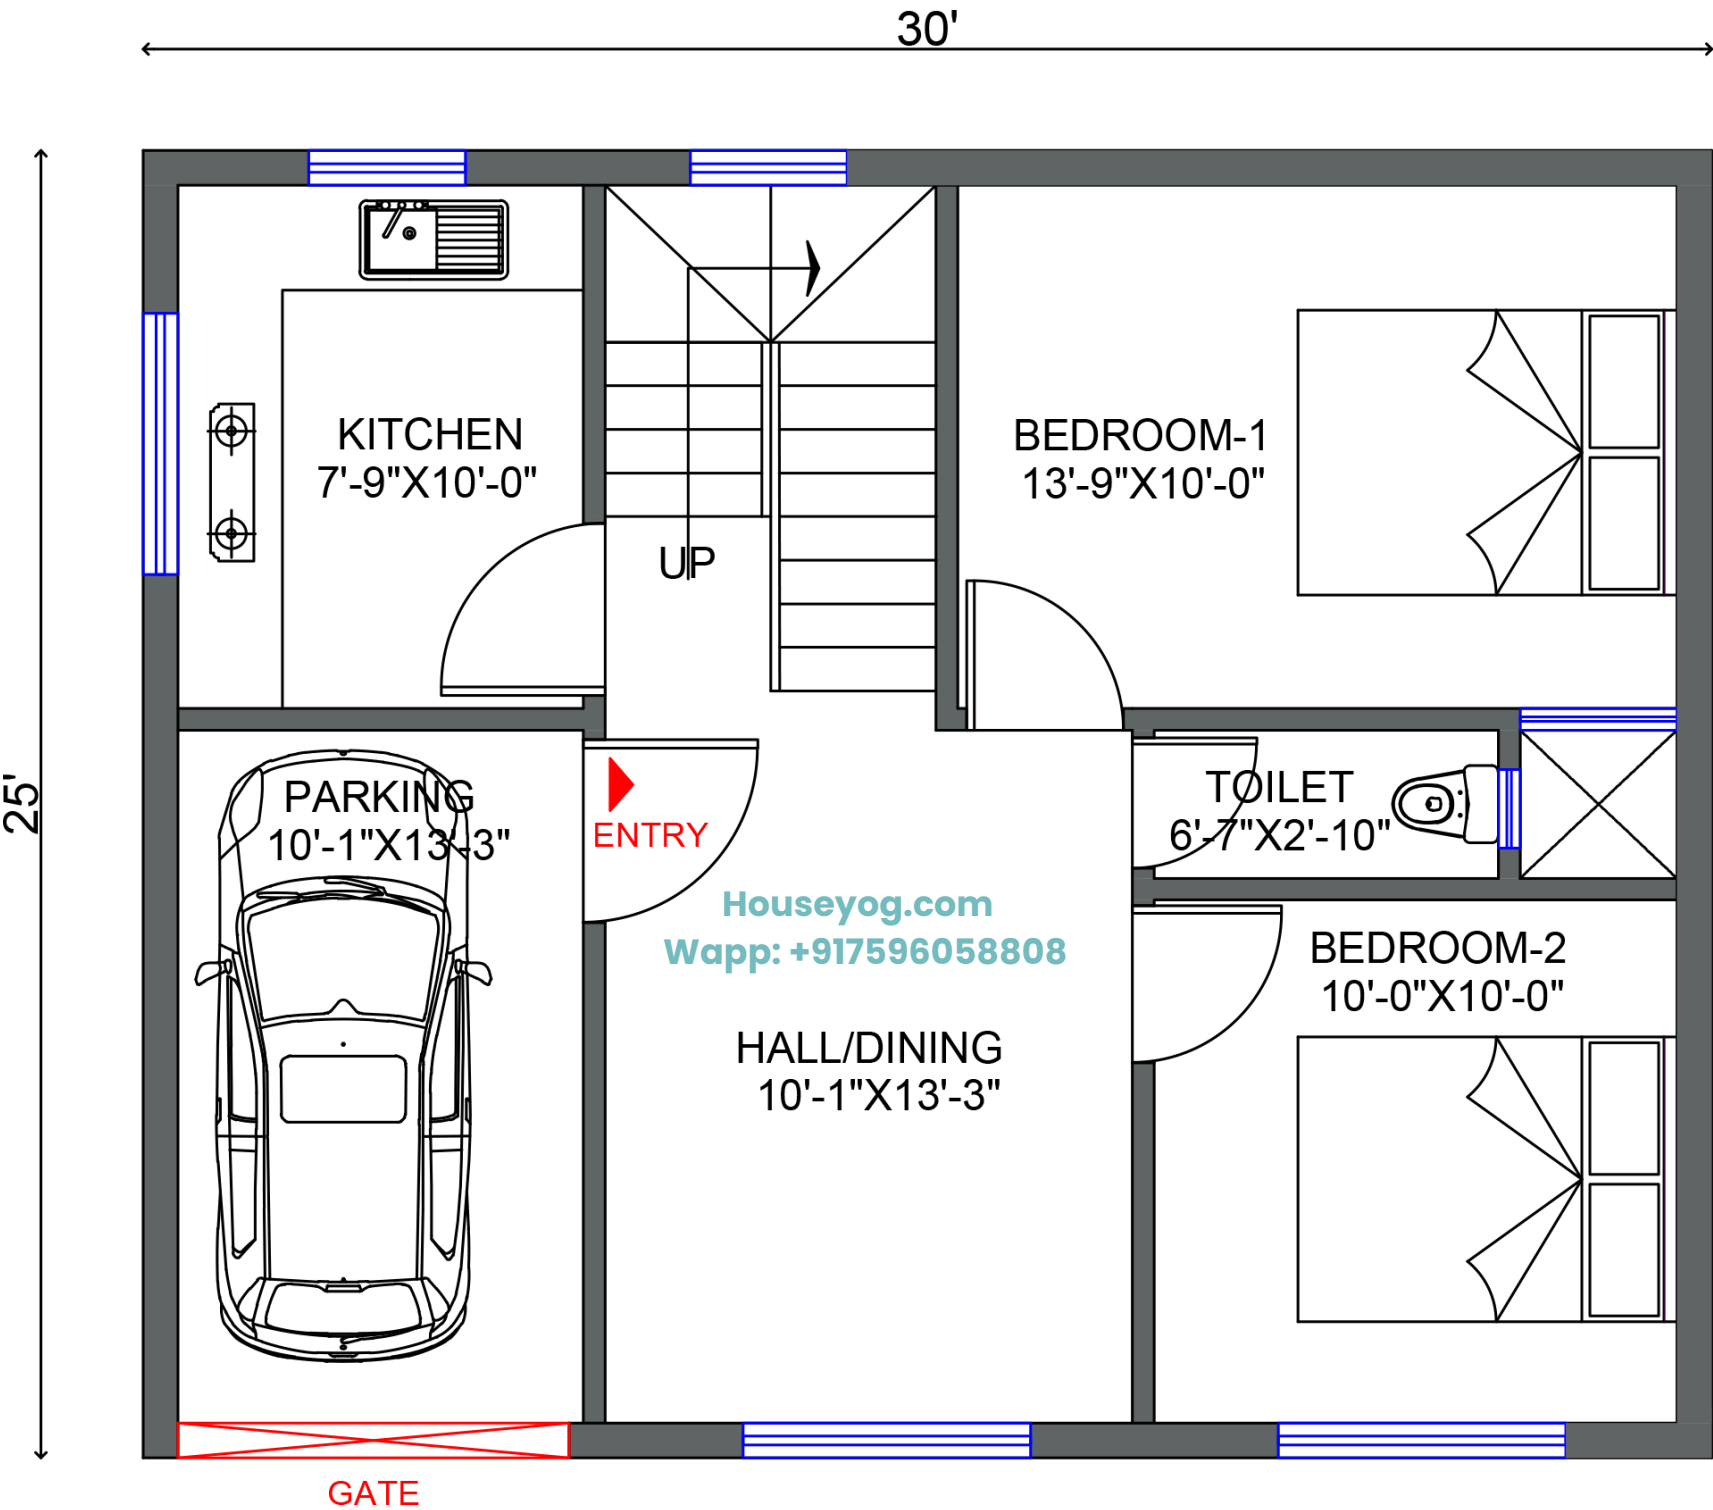 30'
25'
KITCHEN
7'-9"X10'-0"
UP
BEDROOM-1
13'-9"X10'-0"
PARKING
10'-1"X13'-3"
ENTRY
TOILET
6'-7"X2'-10"
Houseyog.com
Wapp: +917596058808
BEDROOM-2
10'-0"X10'-0"
HALL/DINING
10'-1"X13'-3"
GATE